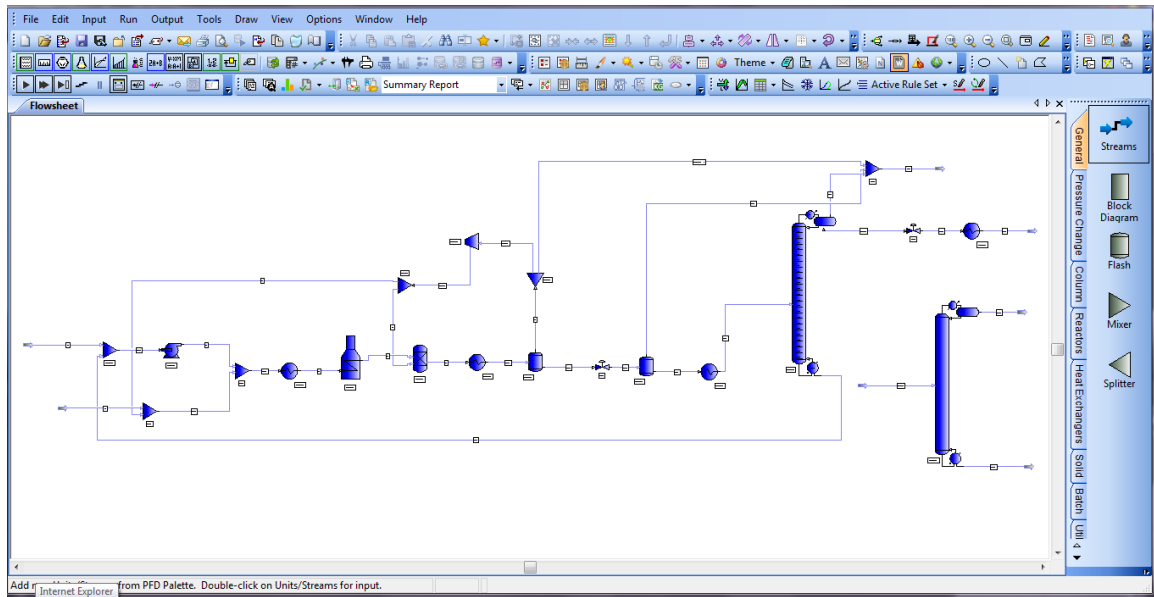 File Edit Input Run Output Tools Draw View Options Window Help
Theme
Summary Report
Active Rule Set
Flowsheet
General
Pressure Change
Column
Reactors
Heat Exchangers
Solid
Batch
Util
Streams
Block
Diagram
Flash
Mixer
Splitter
from PFD Palette. Double-click on Units/Streams for input.
Add
Internet Explorer